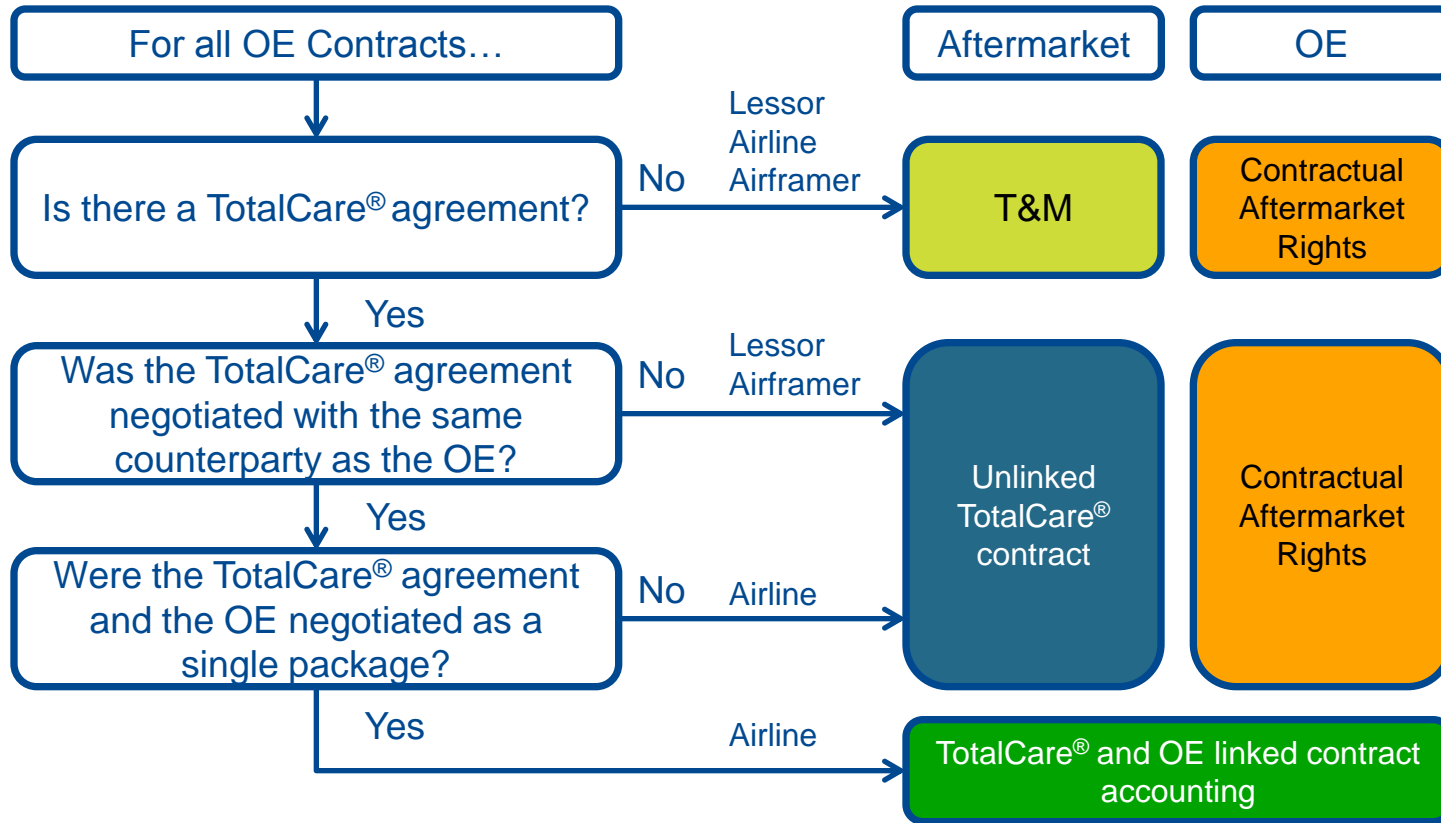 For all OE Contracts…
Aftermarket
OE
Is there a TotalCare® agreement?
No
Lessor
Airline
Airframer
T&M
Contractual
Aftermarket
Rights
Yes
Was the TotalCare® agreement
negotiated with the same
counterparty as the OE?
No
Lessor
Airframer
Unlinked
TotalCare®
contract
Contractual
Aftermarket
Rights
Yes
Were the TotalCare® agreement
and the OE negotiated as a
single package?
No
Airline
Yes
Airline
TotalCare® and OE linked contract
accounting